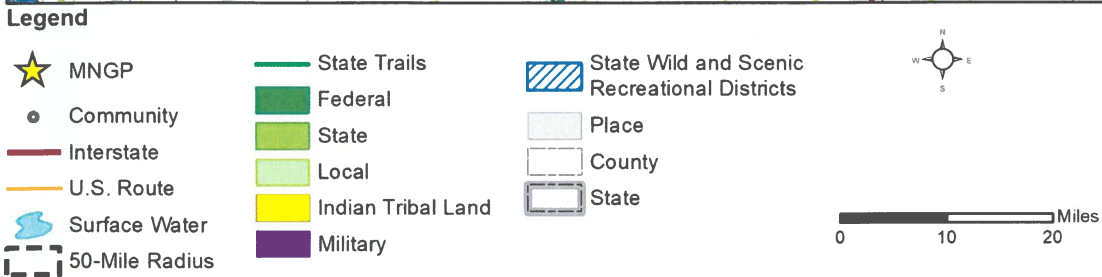 Legend
MNGP
Community
Interstate
U.S. Route
Surface Water
50-Mile Radius
State Trails
Federal
State
Local
Indian Tribal Land
Military
State Wild and Scenic
Recreational Districts
Place
County
State
N
W E
S
Miles
0 10 20